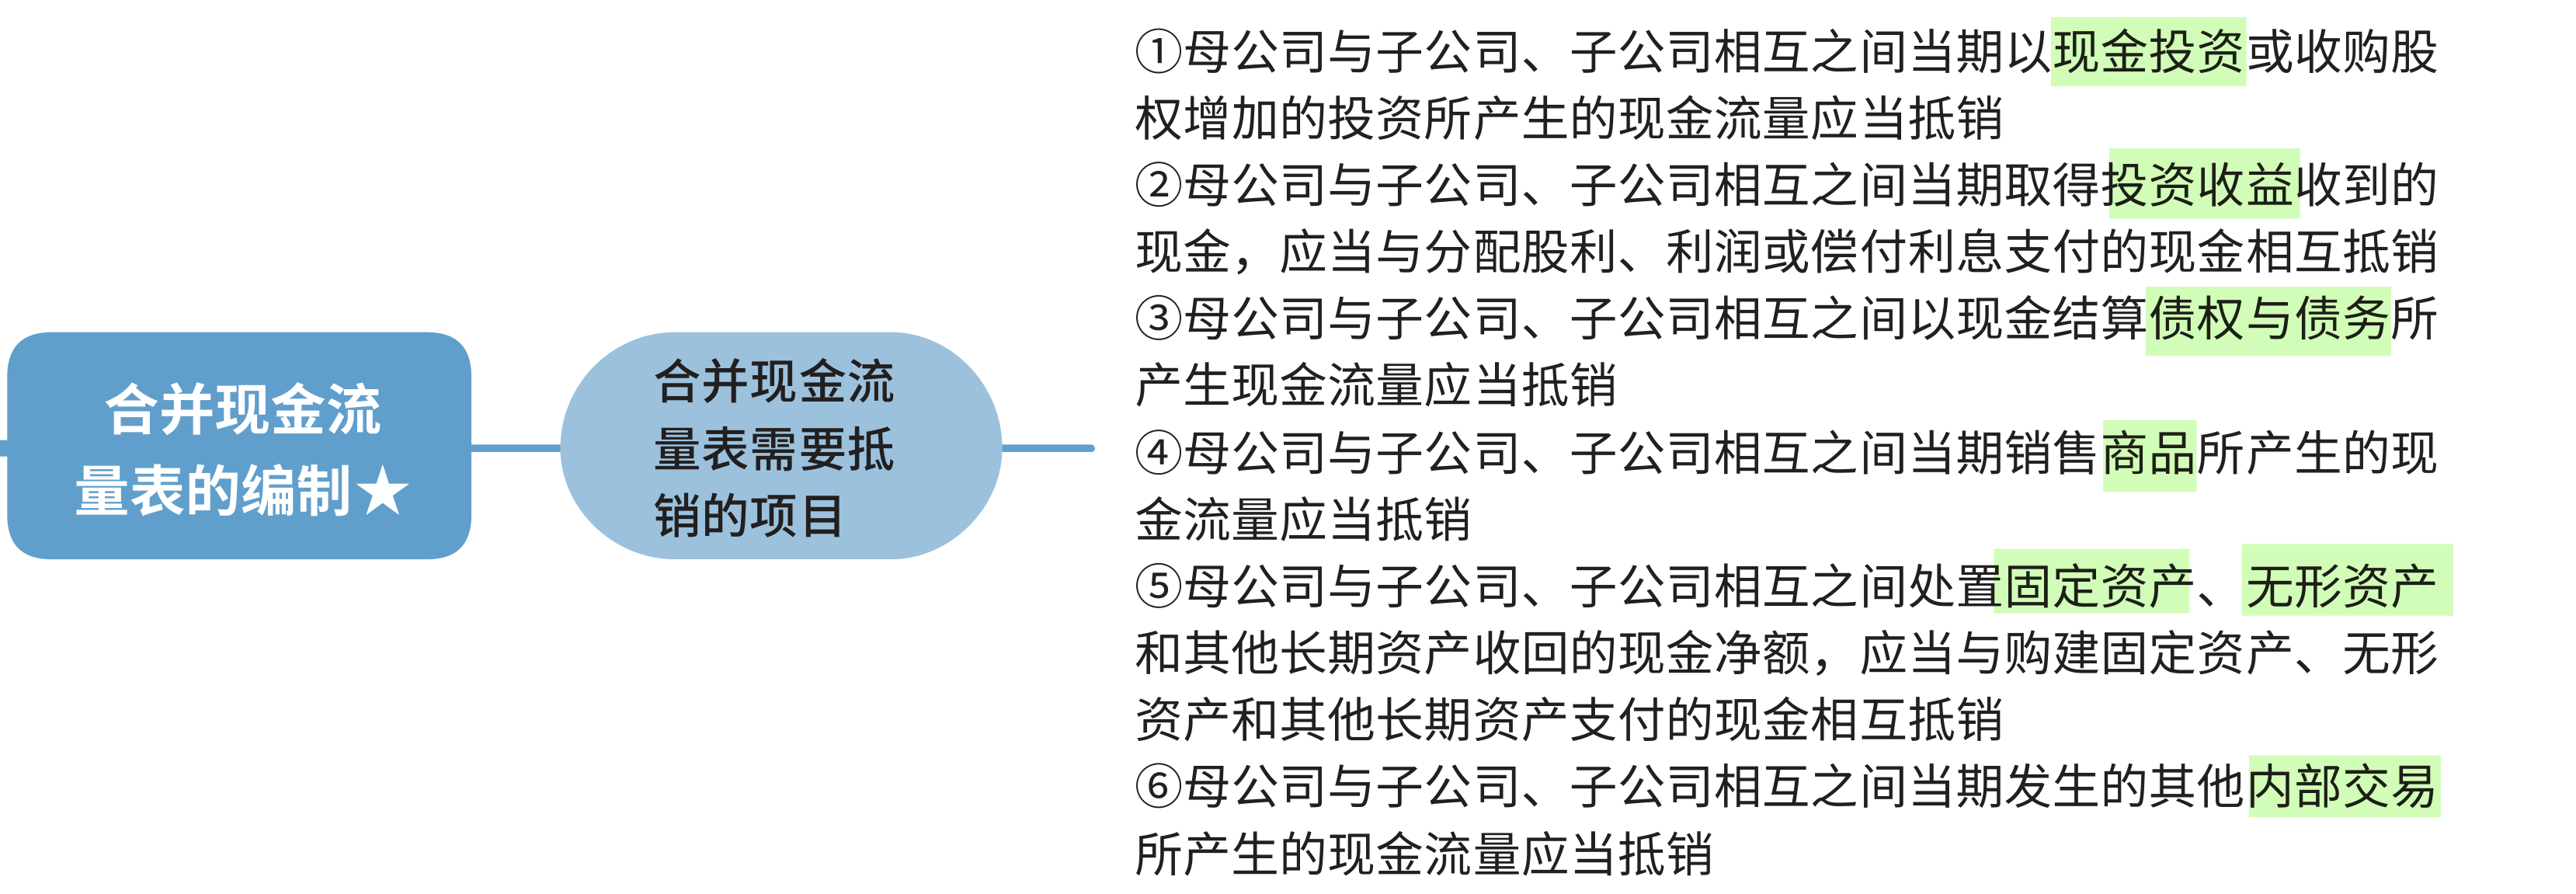 合并现金流
量表的编制★
合并现金流
量表需要抵
销的项目
①母公司与子公司、子公司相互之间当期以现金投资或收购股
权增加的投资所产生的现金流量应当抵销
②母公司与子公司、子公司相互之间当期取得投资收益收到的
现金，应当与分配股利、利润或偿付利息支付的现金相互抵销
③母公司与子公司、子公司相互之间以现金结算债权与债务所
产生现金流量应当抵销
④母公司与子公司、子公司相互之间当期销售商品所产生的现
金流量应当抵销
⑤母公司与子公司、子公司相互之间处置固定资产、无形资产
和其他长期资产收回的现金净额，应当与购建固定资产、无形
资产和其他长期资产支付的现金相互抵销
⑥母公司与子公司、子公司相互之间当期发生的其他内部交易
所产生的现金流量应当抵销